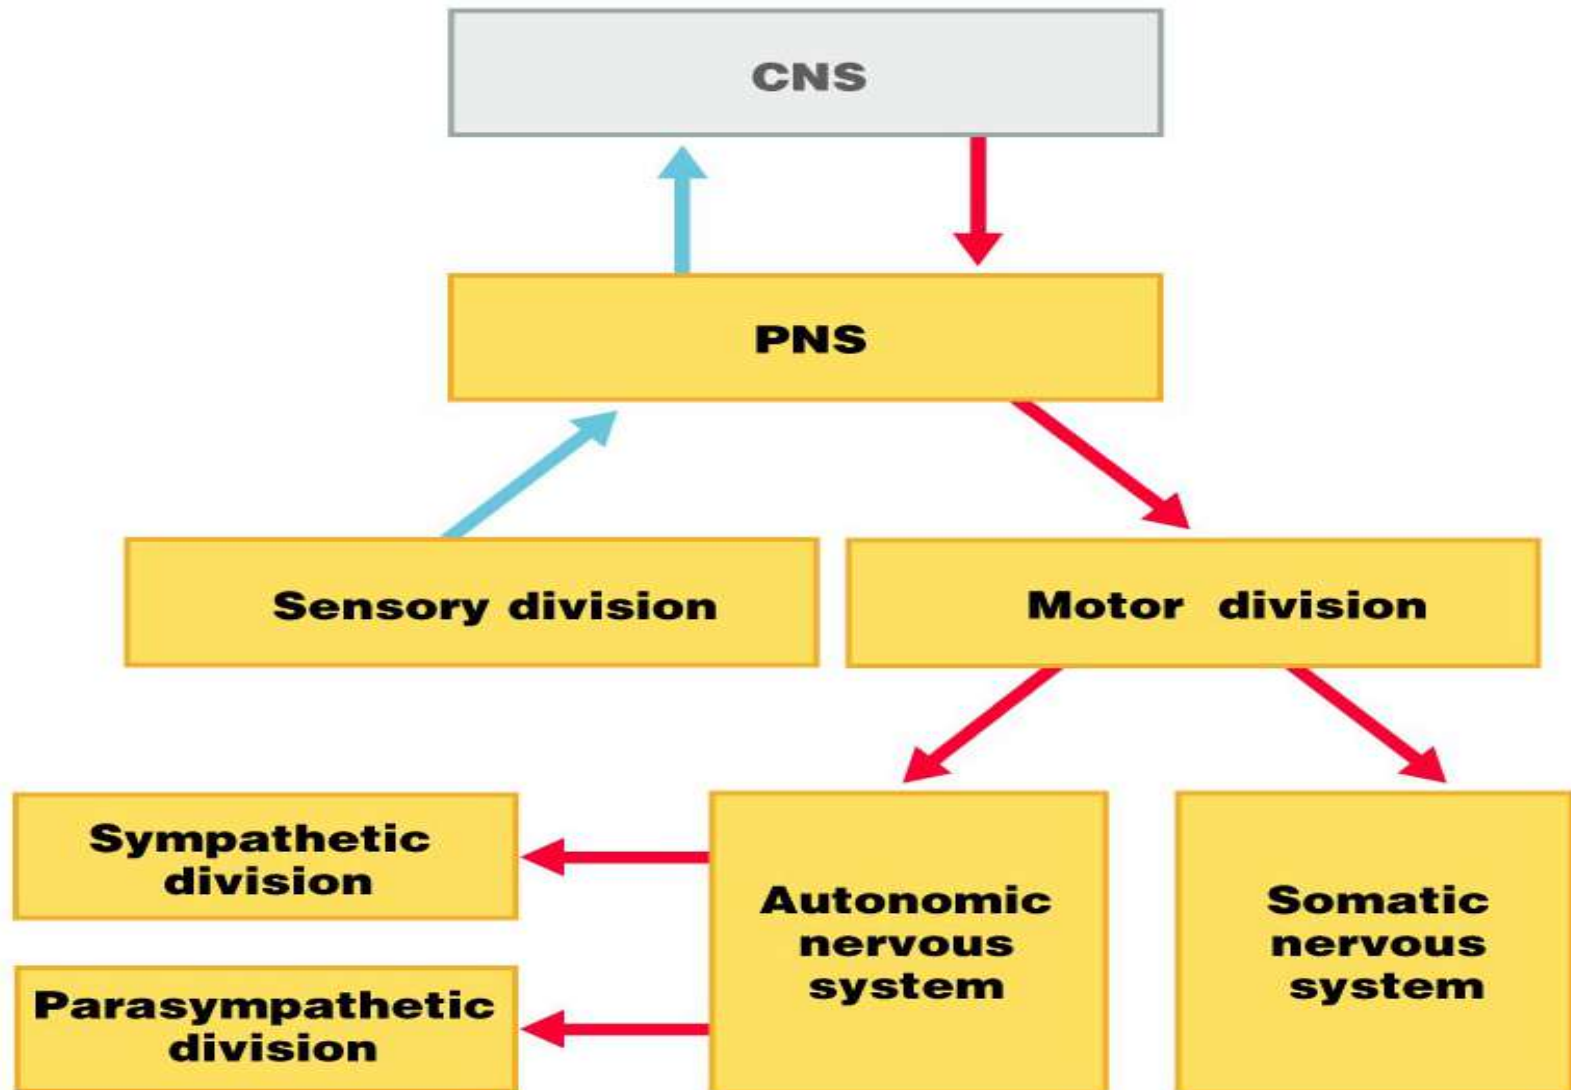 CNS
PNS
Sensory division
Motor division
Sympathetic
division
Parasympathetic
division
Autonomic
nervous
system
Somatic
nervous
system